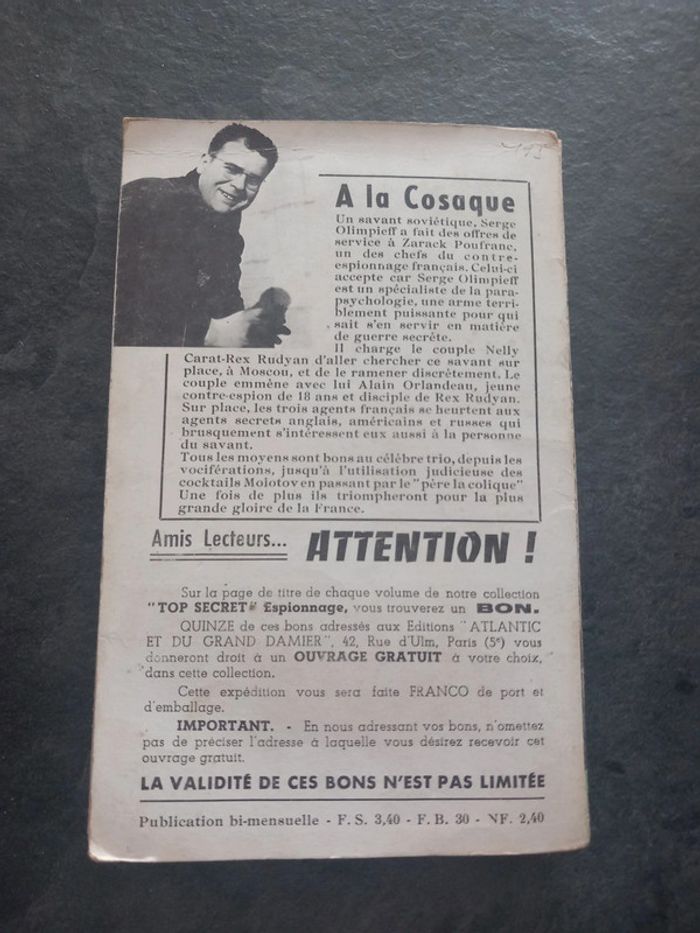 A la Cosaque
Un savant soviétique, Serge
Olimpieff a fait des offres de
service à Zarack Poufranc,
un des chefs du contre-
espionnage français. Celui-ci
accepte car Serge Olimpieff
est un spécialiste de la para-
psychologie, une arme terri-
blement puissante pour qui
sait s'en servir en matière
de guerre secrète.
Il charge le couple Nelly
Carat-Rex Rudyan d'aller chercher ce savant sur
place, à Moscou, et de le ramener discrètement. Le
couple emmène avec lui Alain Orlandeau, jeune
contre-espion de 18 ans et disciple de Rex Rudyan.
Sur place, les trois agents français se heurtent aux
agents secrets anglais, américains et russes qui
brusquement s'intéressent eux aussi à la personne
du savant.
Tous les moyens sont bons au célèbre trio, depuis les
vociférations, jusqu'à l'utilisation judicieuse des
cocktails Molotov en passant par le "père la colique"
Une fois de plus ils triompheront pour la plus
grande gloire de la France.
Amis Lecteurs... ATTENTION !
Sur la page de titre de chaque volume de notre collection
"TOP SECRET" Espionnage, vous trouverez un BON.
QUINZE de ces bons adressés aux Editions "ATLANTIC
ET DU GRAND DAMIER", 42, Rue d'Ulm, Paris (5e) vous
donneront droit à un OUVRAGE GRATUIT à votre choix,
dans cette collection.
Cette expédition vous sera faite FRANCO de port et
d'emballage.
IMPORTANT. - En nous adressant vos bons, n'omettez
pas de préciser l'adresse à laquelle vous désirez recevoir cet
ouvrage gratuit.
LA VALIDITÉ DE CES BONS N'EST PAS LIMITÉE
Publication bi-mensuelle - F. S. 3,40 - F. B. 30 - NF. 2,40